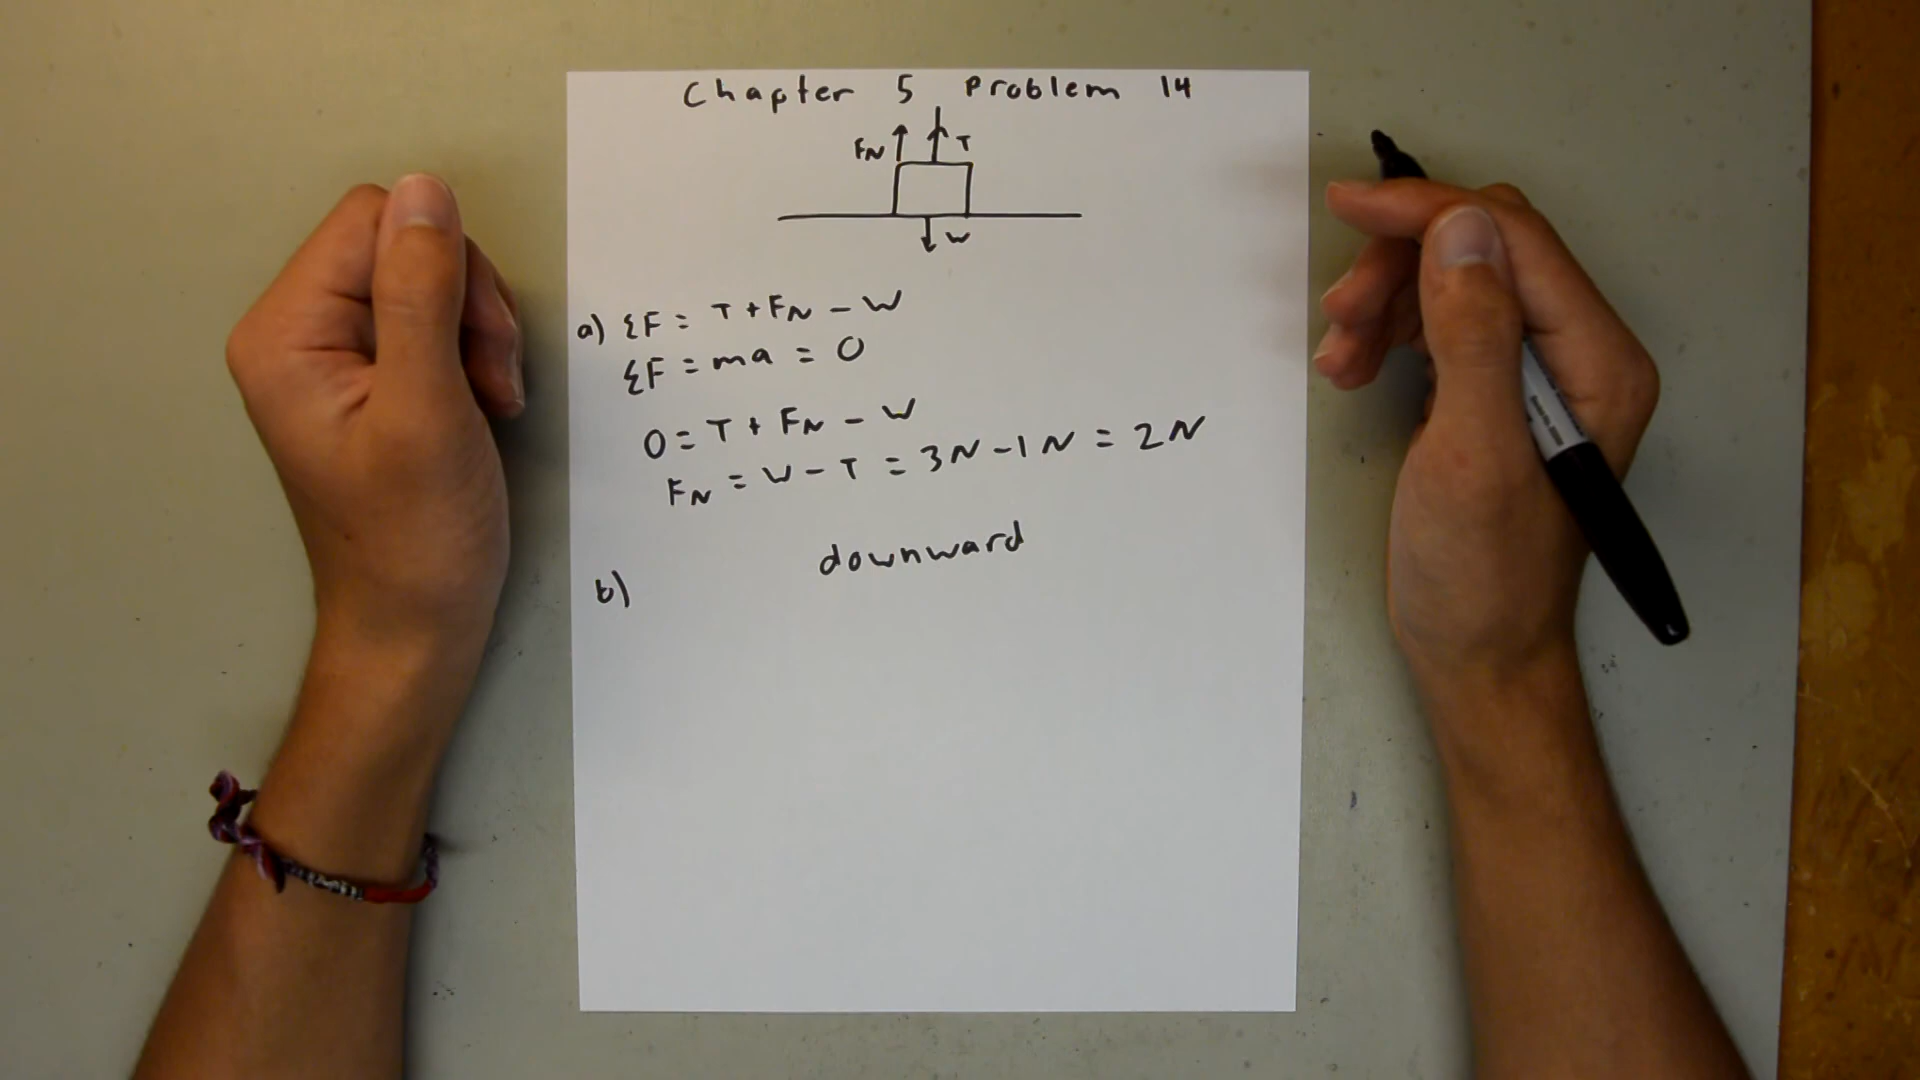 Chapter 5 Problem 14
FN T
W
a) ΣF = T + FN - W
ΣF = ma = 0
0 = T + FN - W
FN = W - T = 3N - 1N = 2N
downward
b)